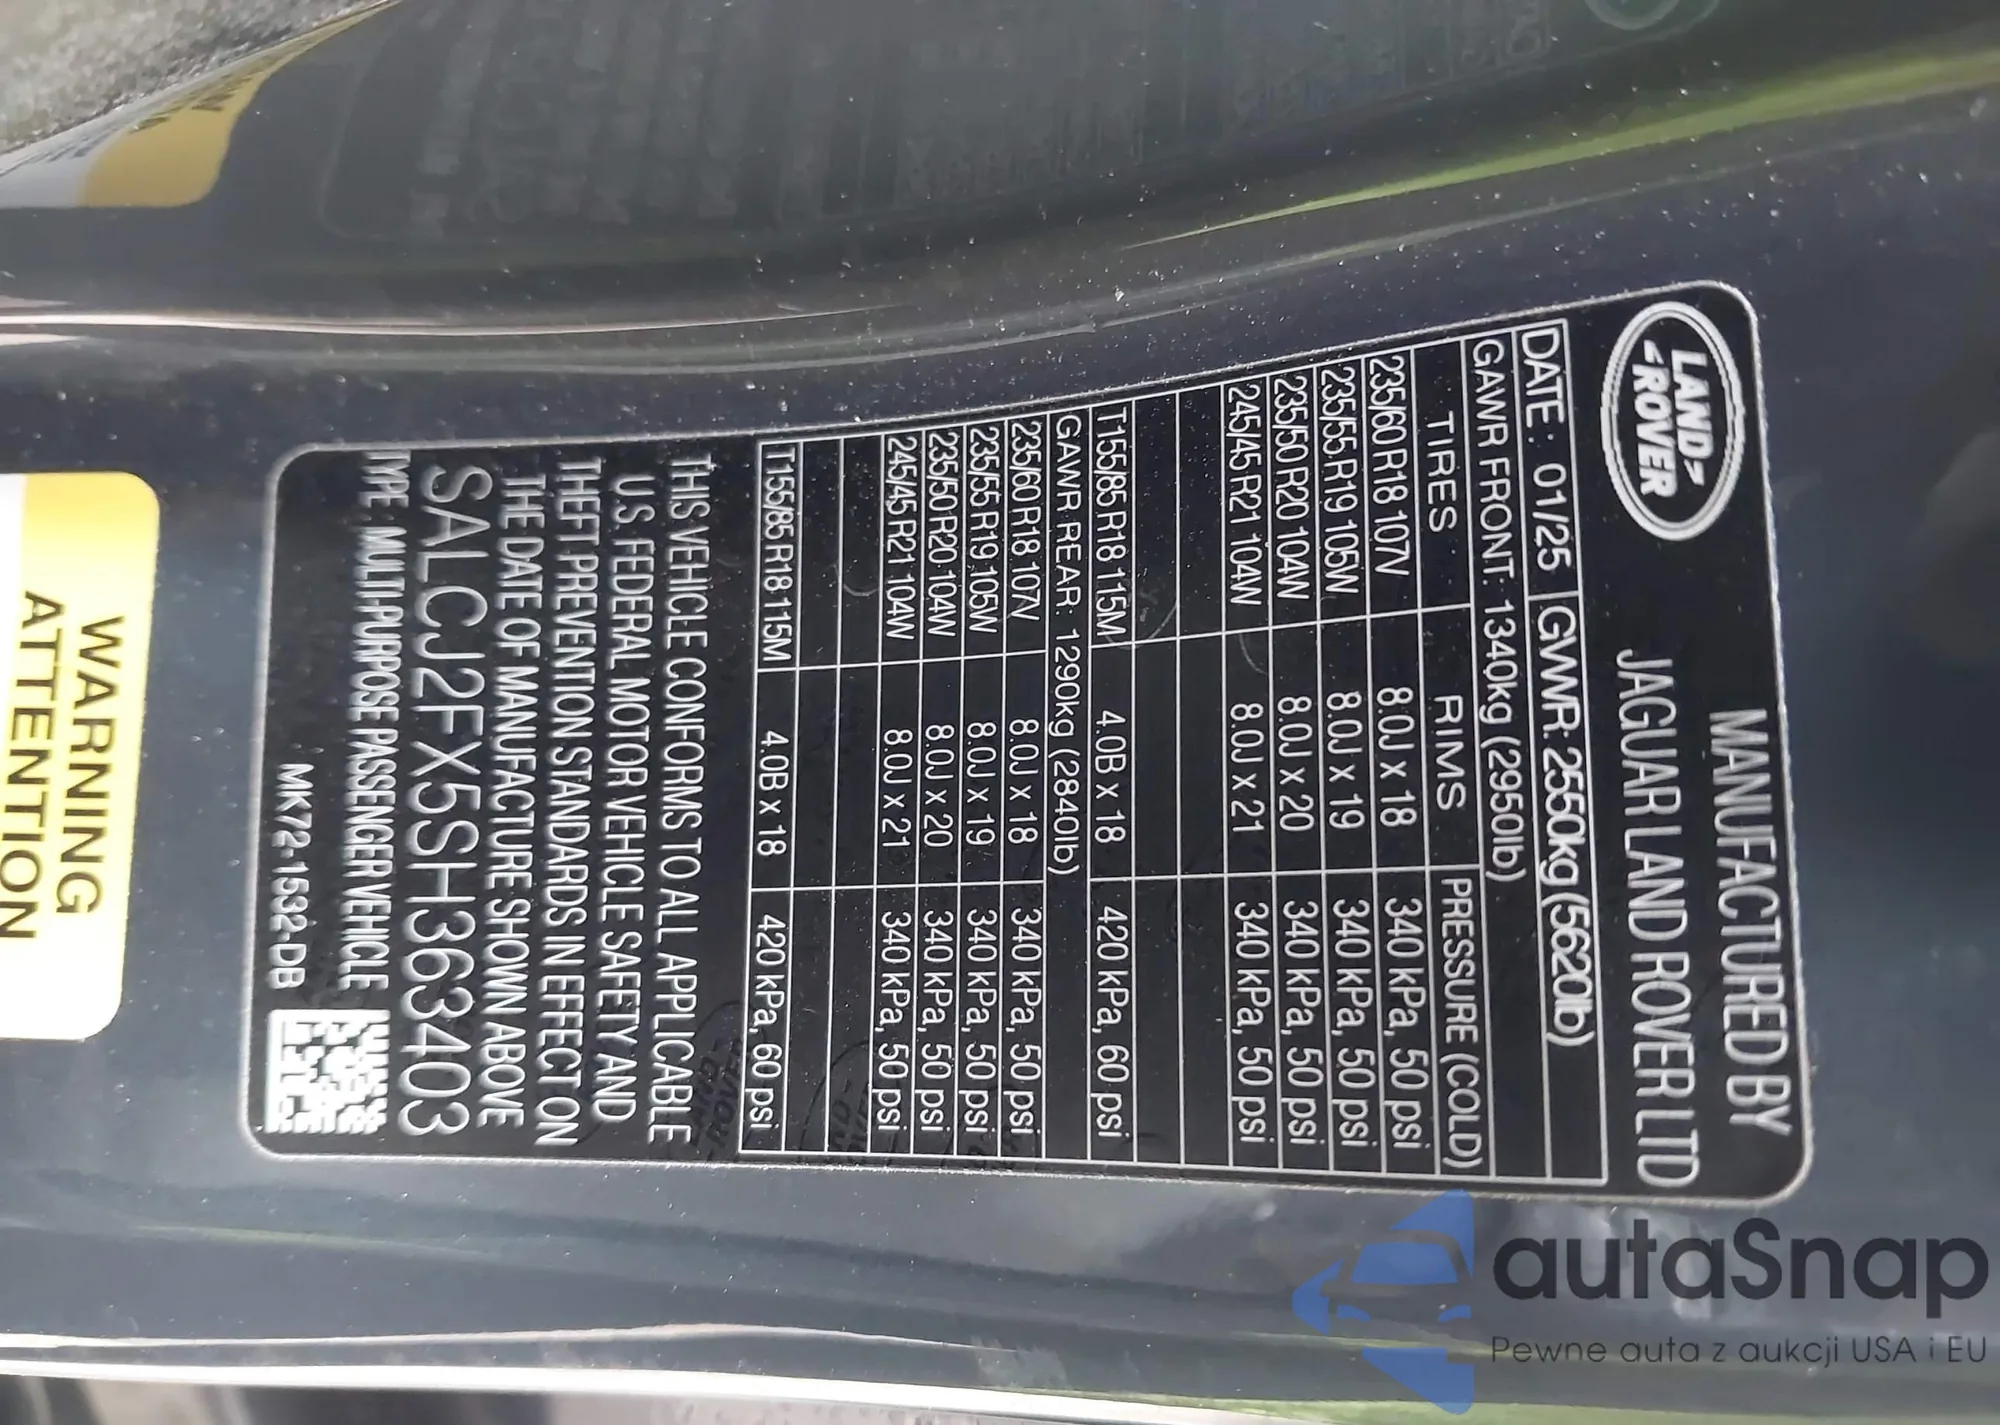 LAND
ROVER
MANUFACTURED BY
JAGUAR LAND ROVER LTD
DATE: 01/25 GWWR: 2550kg (5620lb)
GAWR FRONT: 1340kg (2950lb)
TIRES RIMS PRESSURE (COLD)
235/60 R18 107V 8.0J x 18 340 kPa, 50 psi
235/55 R19 105W 8.0J x 19 340 kPa, 50 psi
235/50 R20 104W 8.0J x 20 340 kPa, 50 psi
245/45 R21 104W 8.0J x 21 340 kPa, 50 psi
T155/85 R18 115M 4.0B x 18 420 kPa, 60 psi
GAWR REAR: 1290kg (2840lb)
235/60 R18 107V 8.0J x 18 340 kPa, 50 psi
235/55 R19 105W 8.0J x 19 340 kPa, 50 psi
235/50 R20 104W 8.0J x 20 340 kPa, 50 psi
245/45 R21 104W 8.0J x 21 340 kPa, 50 psi
T155/85 R18 115M 4.0B x 18 420 kPa, 60 psi
THIS VEHICLE CONFORMS TO ALL APPLICABLE
U.S. FEDERAL MOTOR VEHICLE SAFETY AND
THEFT PREVENTION STANDARDS IN EFFECT ON
THE DATE OF MANUFACTURE SHOWN ABOVE
SALCJ2FX5SH363403
TYPE: MULTI-PURPOSE PASSENGER VEHICLE
MK72-1532-DB
WARNING
ATTENTION
autaSnap
Pewne auta z aukcji USA i EU